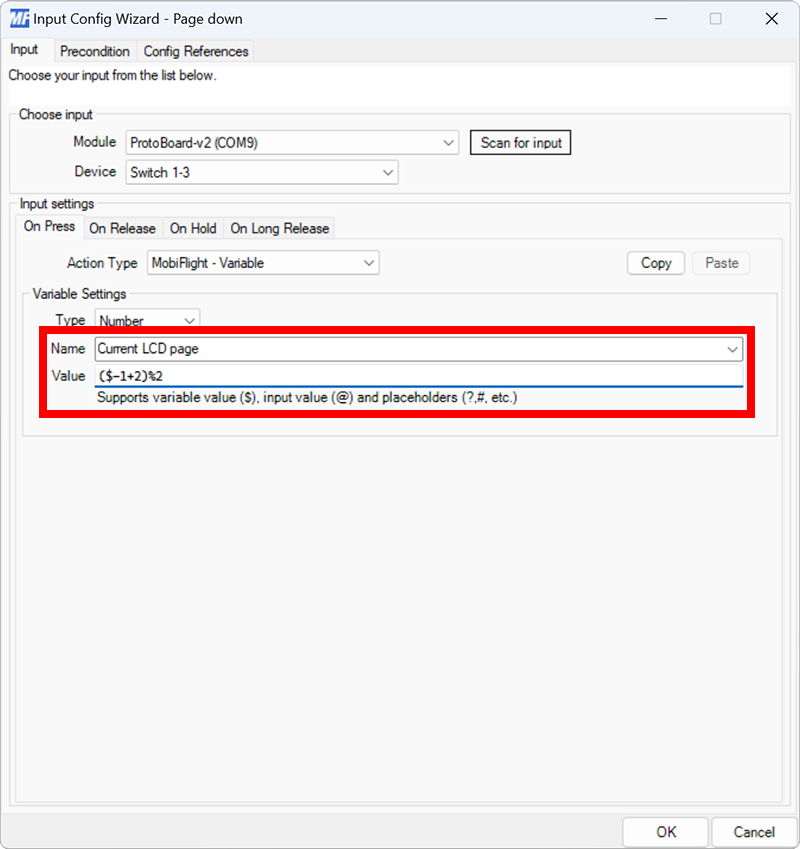 MF Input Config Wizard - Page down
Input Precondition Config References
Choose your input from the list below.
Choose input
Module ProtoBoard-v2 (COM9) Scan for input
Device Switch 1-3
Input settings
On Press On Release On Hold On Long Release
Action Type MobiFlight - Variable Copy Paste
Variable Settings
Type Number
Name Current LCD page
Value ($-1+2)%2
Supports variable value ($), input value (@) and placeholders (?,#, etc.)
OK Cancel